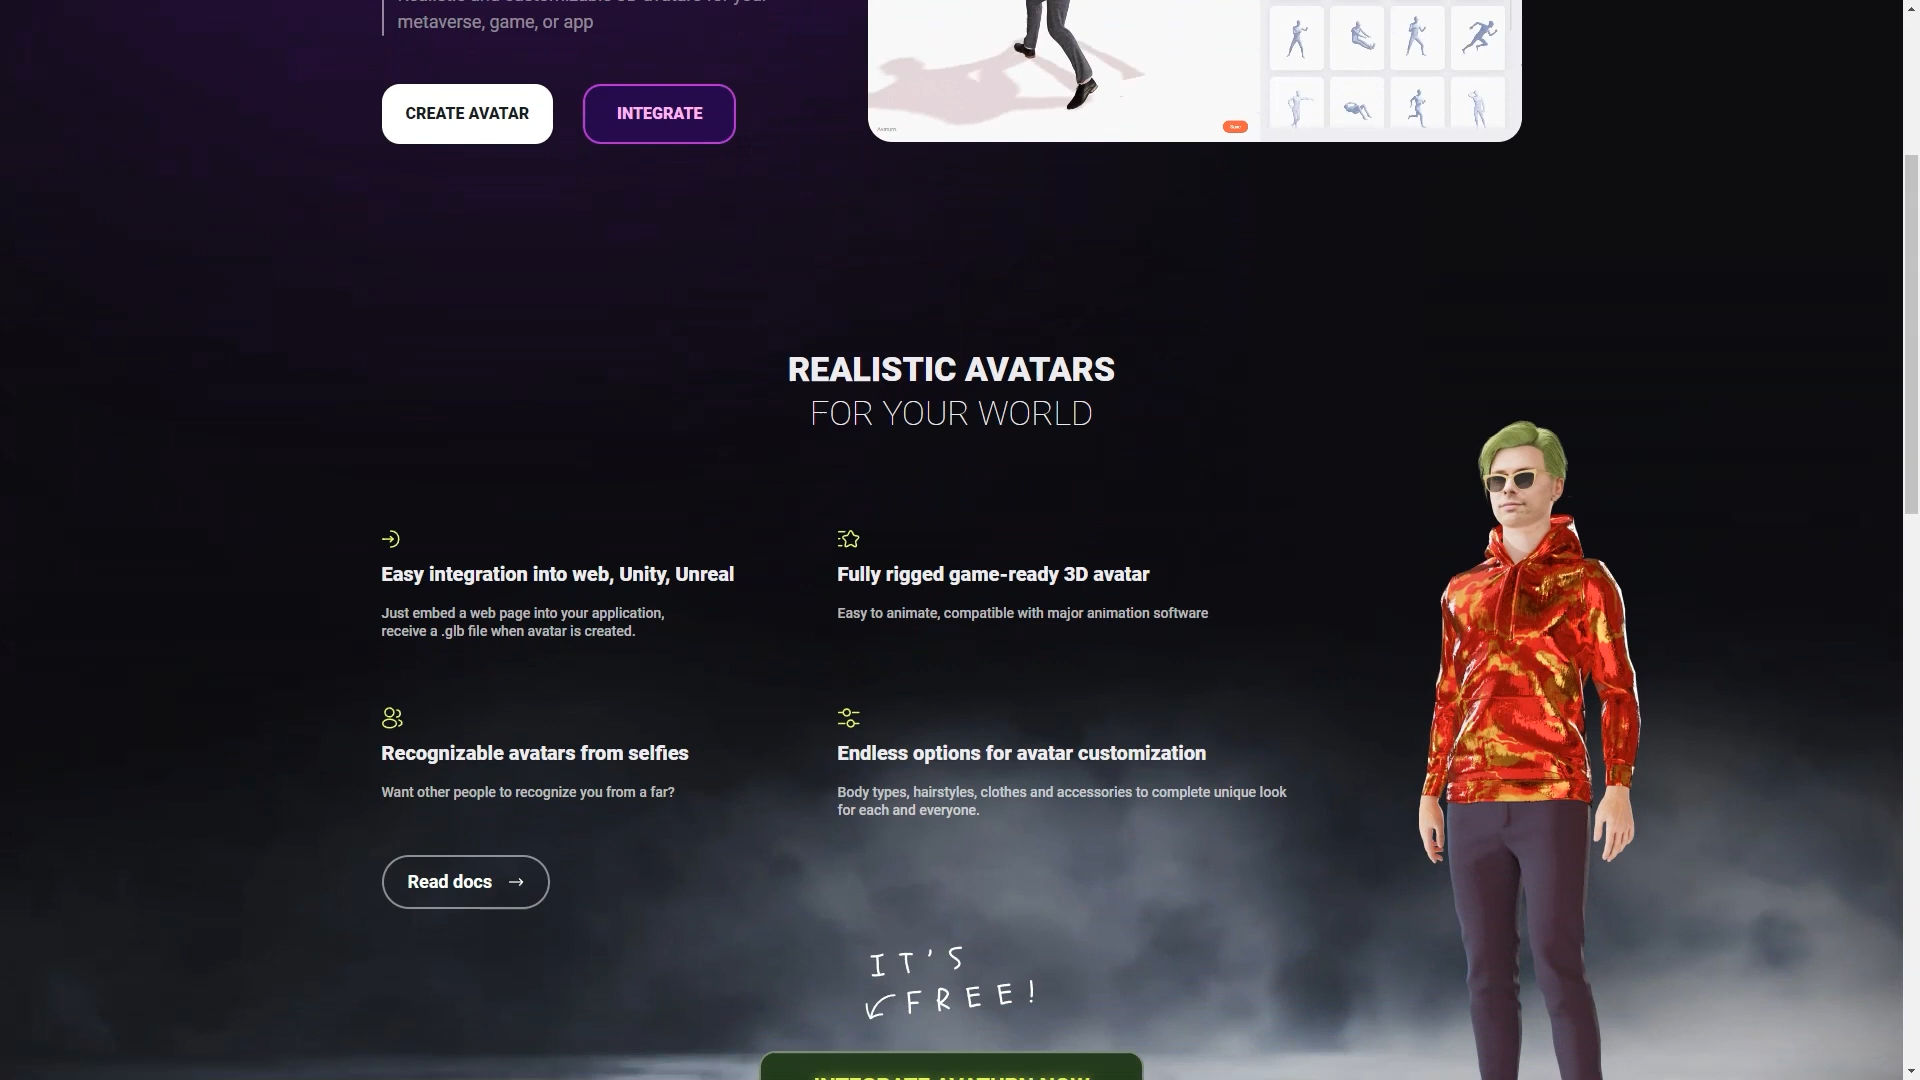 metaverse, game, or app
CREATE AVATAR
INTEGRATE
REALISTIC AVATARS
FOR YOUR WORLD
Easy integration into web, Unity, Unreal
Just embed a web page into your application,
receive a .glb file when avatar is created.
Fully rigged game-ready 3D avatar
Easy to animate, compatible with major animation software
Recognizable avatars from selfies
Want other people to recognize you from a far?
Endless options for avatar customization
Body types, hairstyles, clothes and accessories to complete unique look
for each and everyone.
Read docs →
IT'S
FREE!
INTEGRATE AVATURN NOW